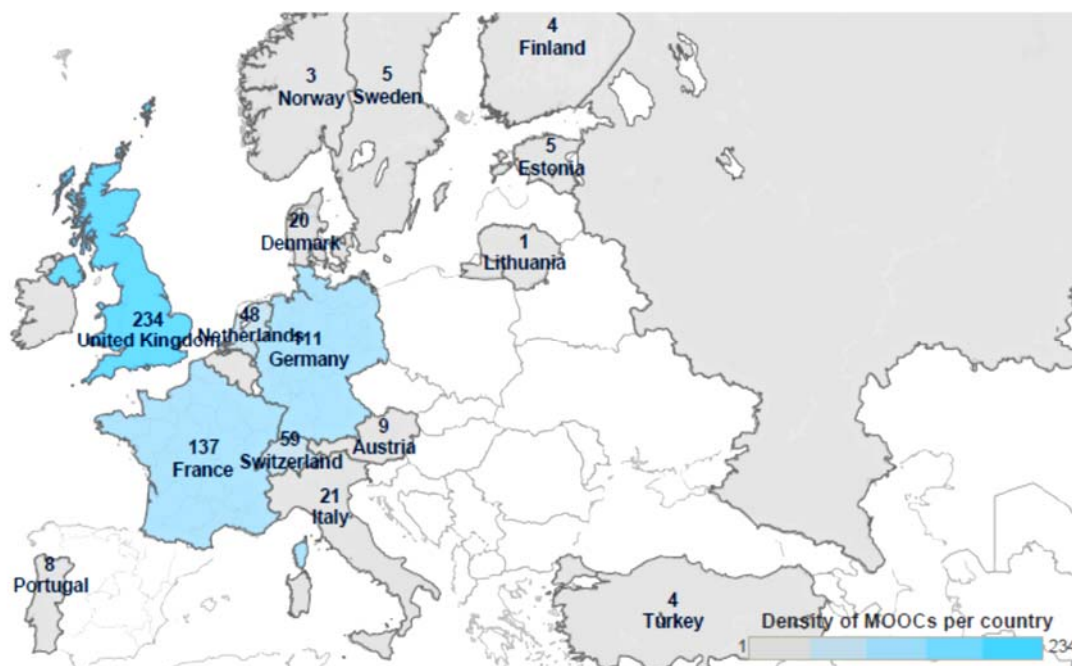 4
Finland
3
Norway
5
Sweden
5
Estonia
20
Denmark
1
Lithuania
234
United Kingdom
48
Netherlands
111
Germany
137
France
59
Switzerland
9
Austria
21
Italy
8
Portugal
4
Turkey
Density of MOOCs per country
1
234